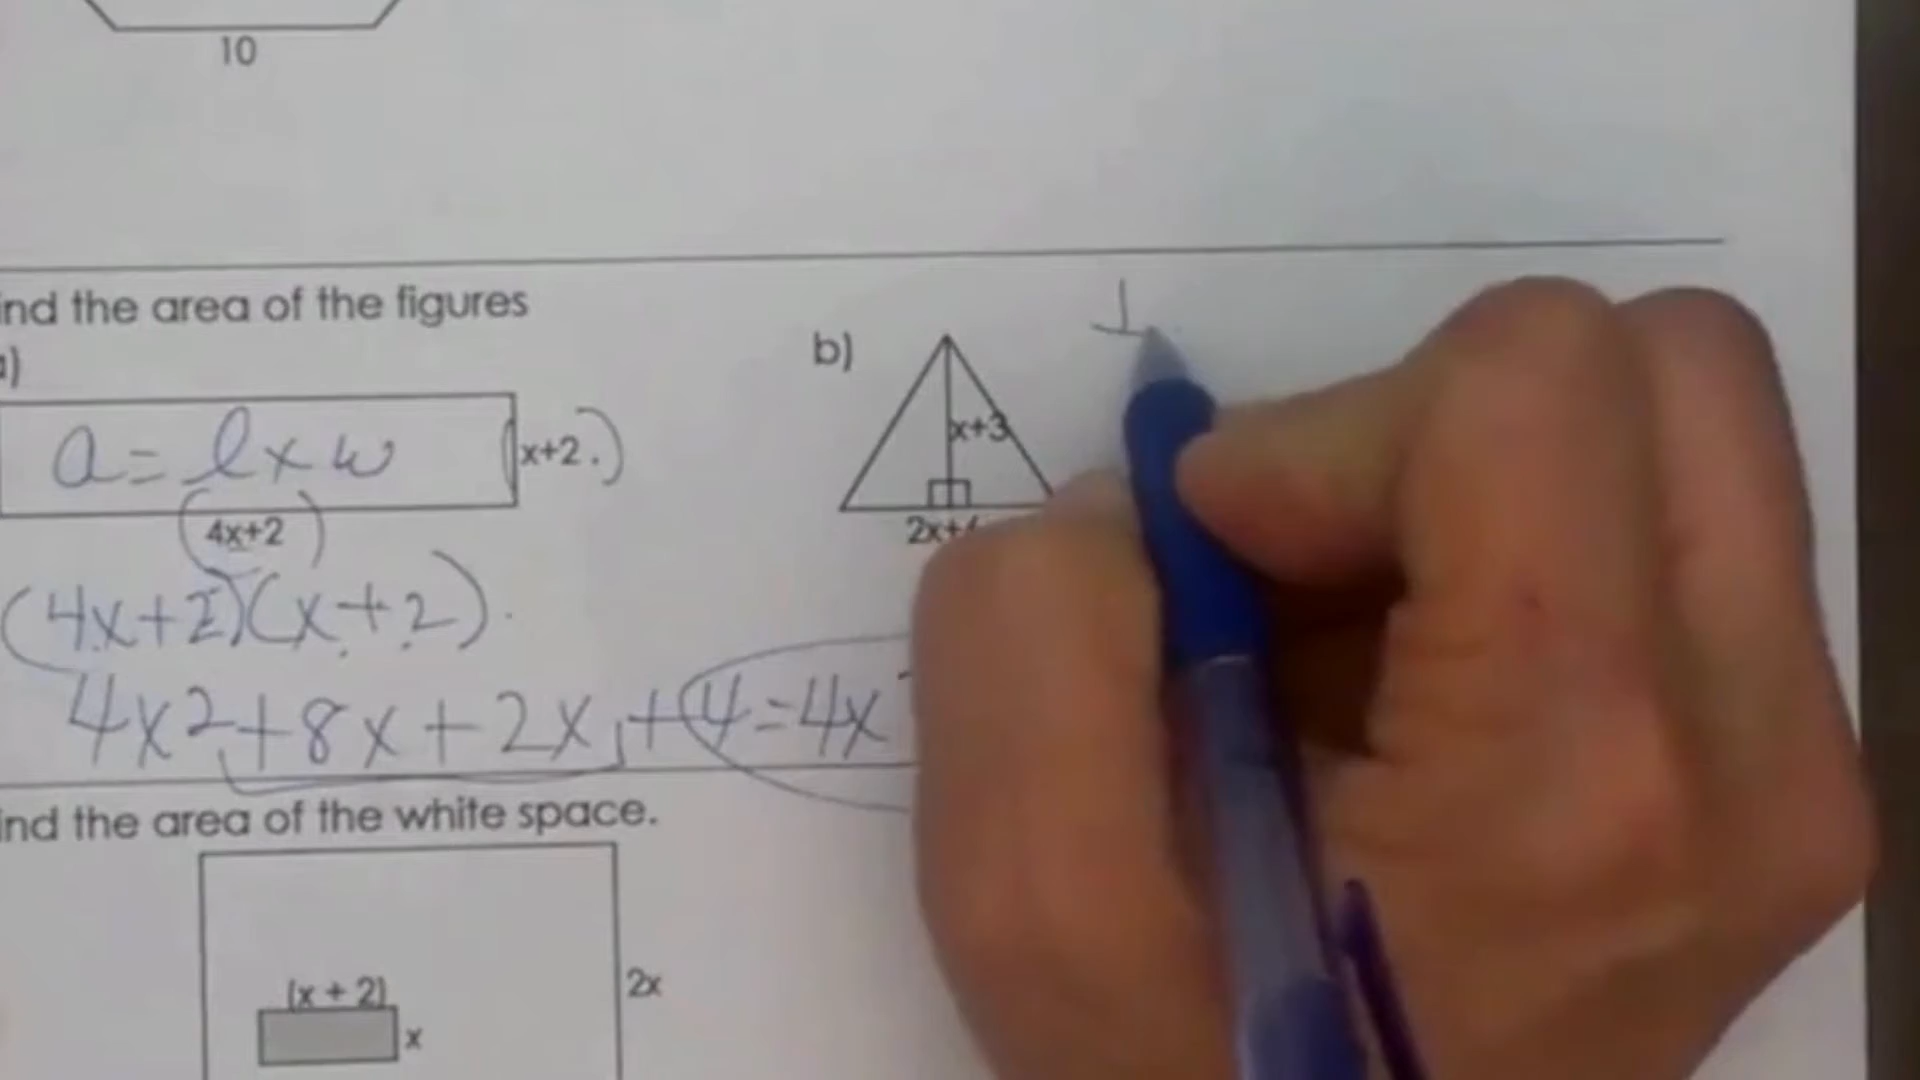 10
ind the area of the figures
b)
a = l x w
x+2.)
x+3
4x+2
(4x+2)(x+2).
4x²+8x+2x+4=4x
ind the area of the white space.
(x + 2)
2x
x